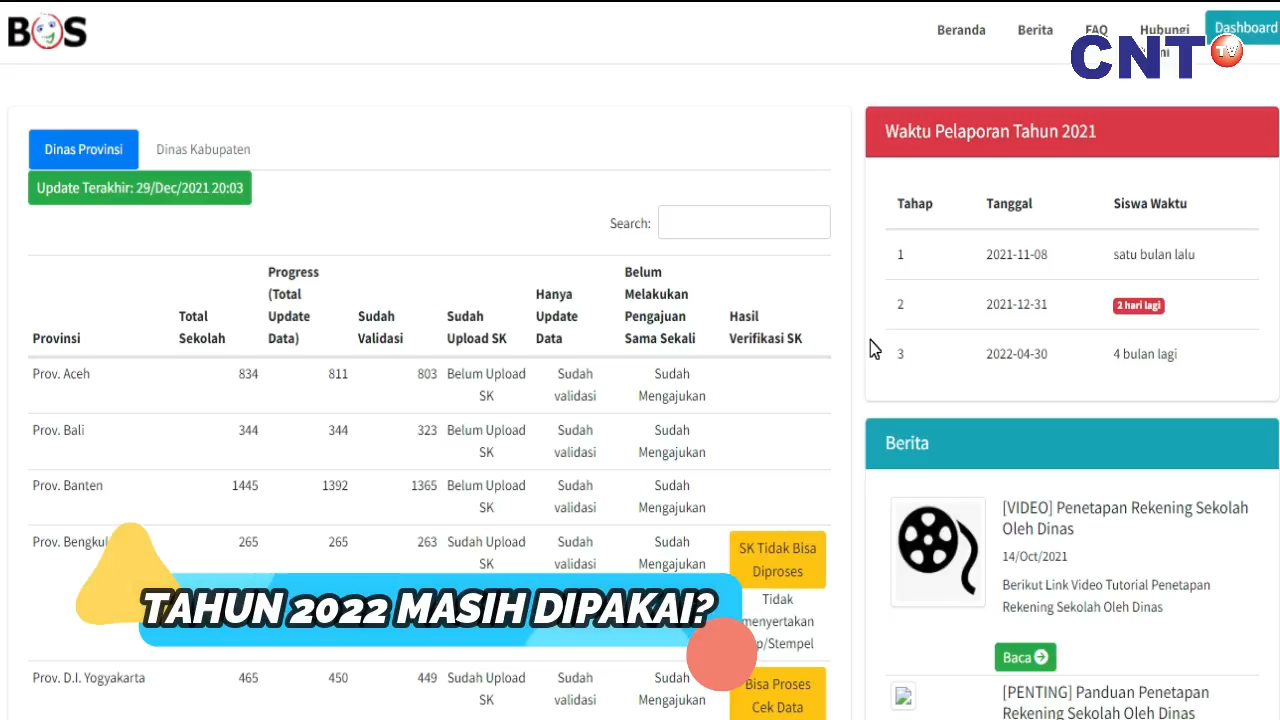 BOS
Beranda
Berita
FAQ
Hubungi
Dashboard
CNT TV
Dinas Provinsi
Dinas Kabupaten
Update Terakhir: 29/Dec/2021 20:03
Search:
Provinsi
Total
Sekolah
Progress
(Total
Update
Data)
Sudah
Validasi
Sudah
Upload SK
Hanya
Update
Data
Belum
Melakukan
Pengajuan
Sama Sekali
Hasil
Verifikasi SK
Prov. Aceh 834 811 803 Belum Upload Sudah Sudah
SK validasi Mengajukan
Prov. Bali 344 344 323 Belum Upload Sudah Sudah
SK validasi Mengajukan
Prov. Banten 1445 1392 1365 Belum Upload Sudah Sudah
SK validasi Mengajukan
Prov. Bengkul 265 265 263 Sudah Upload Sudah Sudah
SK validasi Mengajukan
SK Tidak Bisa
Diproses
Tidak
menyertakan
p/Stempel
TAHUN 2022 MASIH DIPAKAI?
Prov. D.I. Yogyakarta 465 450 449 Sudah Upload Sudah Sudah
SK validasi Mengajukan
Bisa Proses
Cek Data
Waktu Pelaporan Tahun 2021
Tahap Tanggal Siswa Waktu
1 2021-11-08 satu bulan lalu
2 2021-12-31 2 hari lagi
3 2022-04-30 4 bulan lagi
Berita
[VIDEO] Penetapan Rekening Sekolah
Oleh Dinas
14/Oct/2021
Berikut Link Video Tutorial Penetapan
Rekening Sekolah Oleh Dinas
Baca
[PENTING] Panduan Penetapan
Rekening Sekolah Oleh Dinas